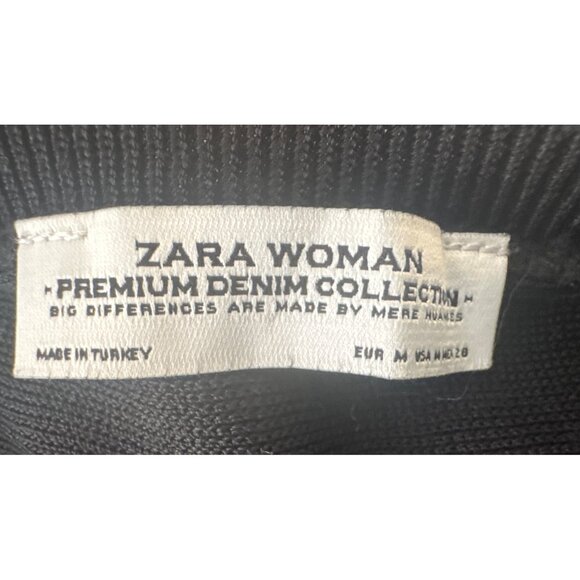 ZARA WOMAN
- PREMIUM DENIM COLLECTION -
BIG DIFFERENCES ARE MADE BY MERE NUANCES
MADE IN TURKEY EUR M USA M MEX 28